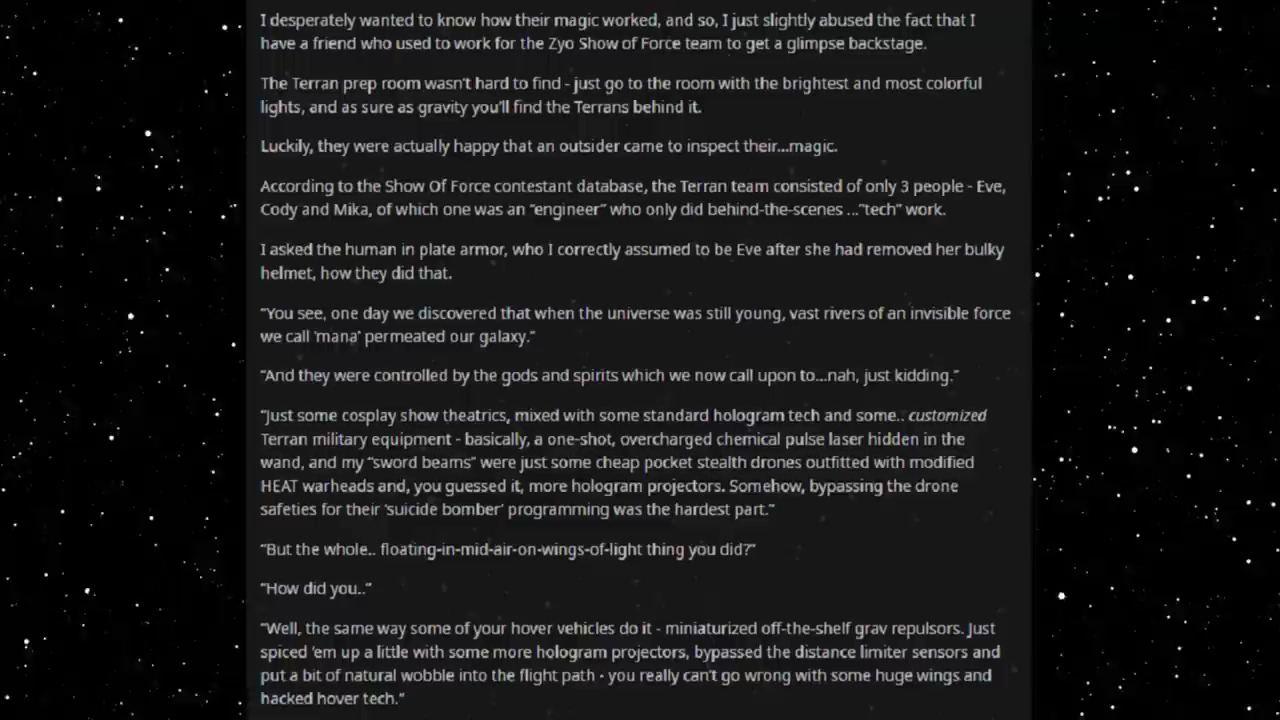 I desperately wanted to know how their magic worked, and so, I just slightly abused the fact that I
have a friend who used to work for the Zyo Show of Force team to get a glimpse backstage.
The Terran prep room wasn't hard to find - just go to the room with the brightest and most colorful
lights, and as sure as gravity you'll find the Terrans behind it.
Luckily, they were actually happy that an outsider came to inspect their...magic.
According to the Show Of Force contestant database, the Terran team consisted of only 3 people - Eve,
Cody and Mika, of which one was an "engineer" who only did behind-the-scenes ..."tech" work.
I asked the human in plate armor, who I correctly assumed to be Eve after she had removed her bulky
helmet, how they did that.
"You see, one day we discovered that when the universe was still young, vast rivers of an invisible force
we call 'mana' permeated our galaxy."
"And they were controlled by the gods and spirits which we now call upon to...nah, just kidding."
"Just some cosplay show theatrics, mixed with some standard hologram tech and some.. customized
Terran military equipment - basically, a one-shot, overcharged chemical pulse laser hidden in the
wand, and my "sword beams" were just some cheap pocket stealth drones outfitted with modified
HEAT warheads and, you guessed it, more hologram projectors. Somehow, bypassing the drone
safeties for their 'suicide bomber' programming was the hardest part."
"But the whole.. floating-in-mid-air-on-wings-of-light thing you did?"
"How did you.."
"Well, the same way some of your hover vehicles do it - miniaturized off-the-shelf grav repulsors. Just
spiced 'em up a little with some more hologram projectors, bypassed the distance limiter sensors and
put a bit of natural wobble into the flight path - you really can't go wrong with some huge wings and
hacked hover tech."